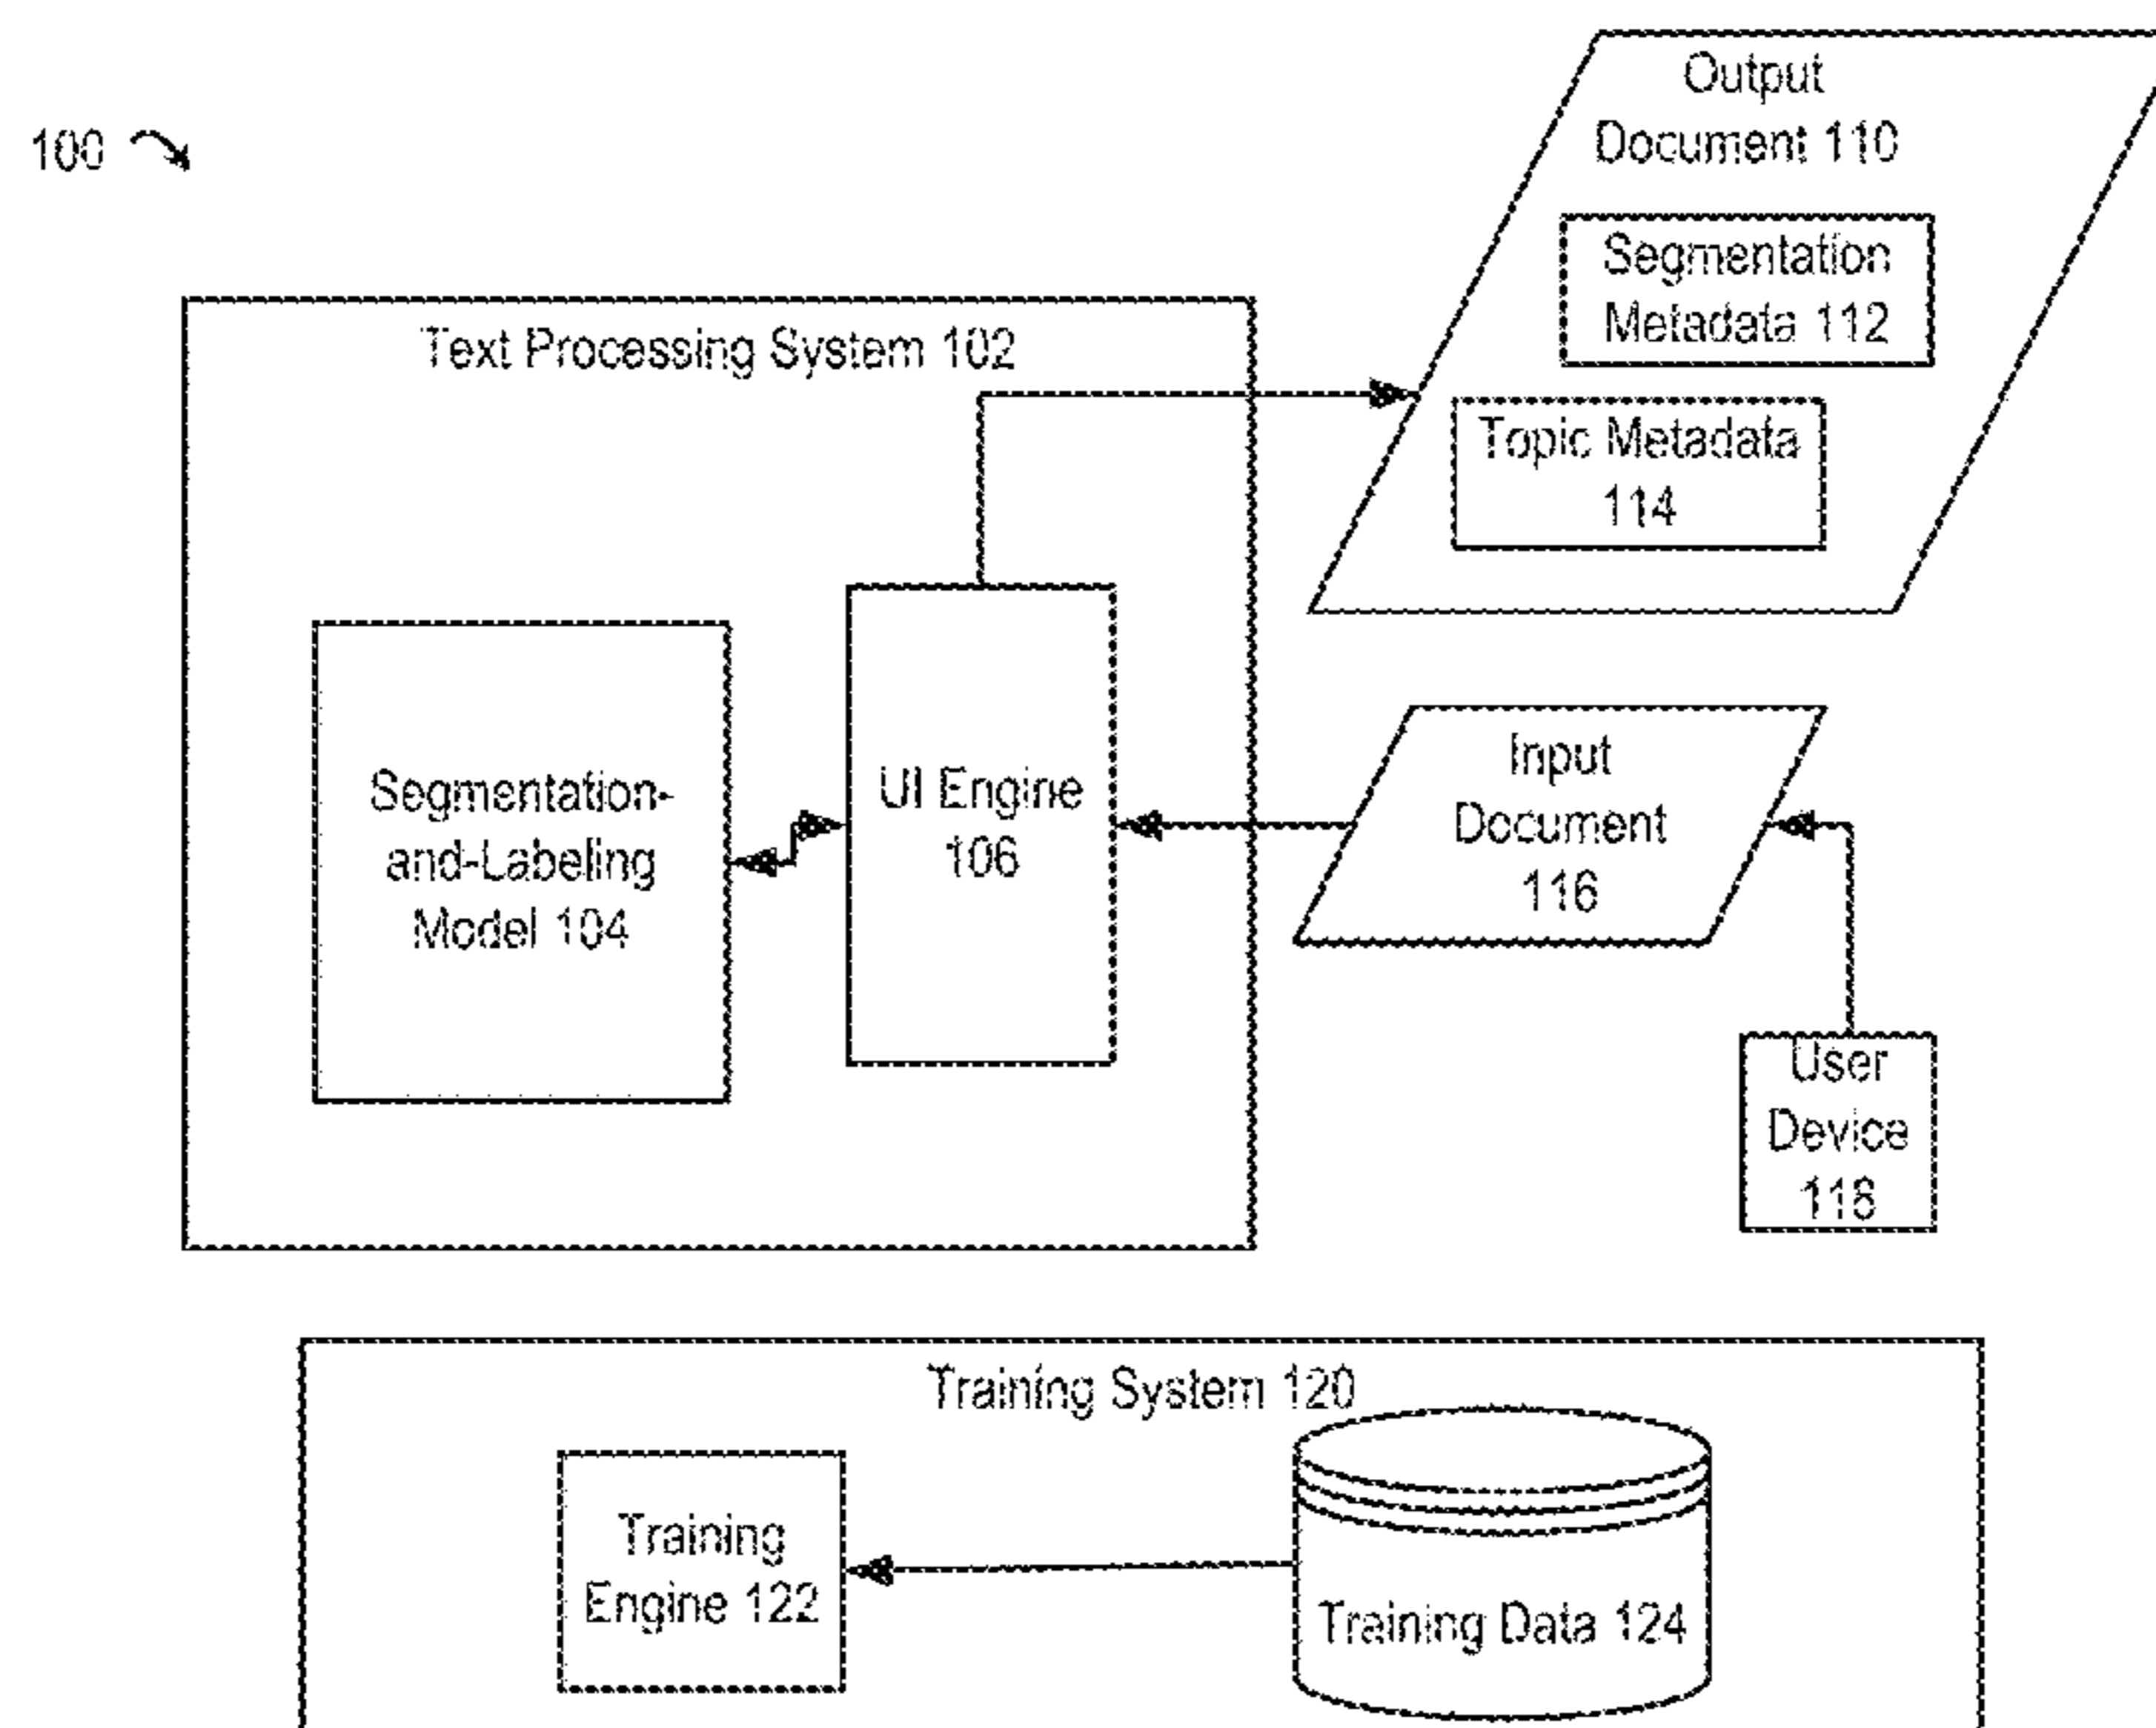 100
Output
Document 110
Segmentation
Metadata 112
Topic Metadata
114
Text Processing System 102
Segmentation-
and-Labeling
Model 104
UI Engine
106
Input
Document
116
User
Device
118
Training System 120
Training
Engine 122
Training Data 124